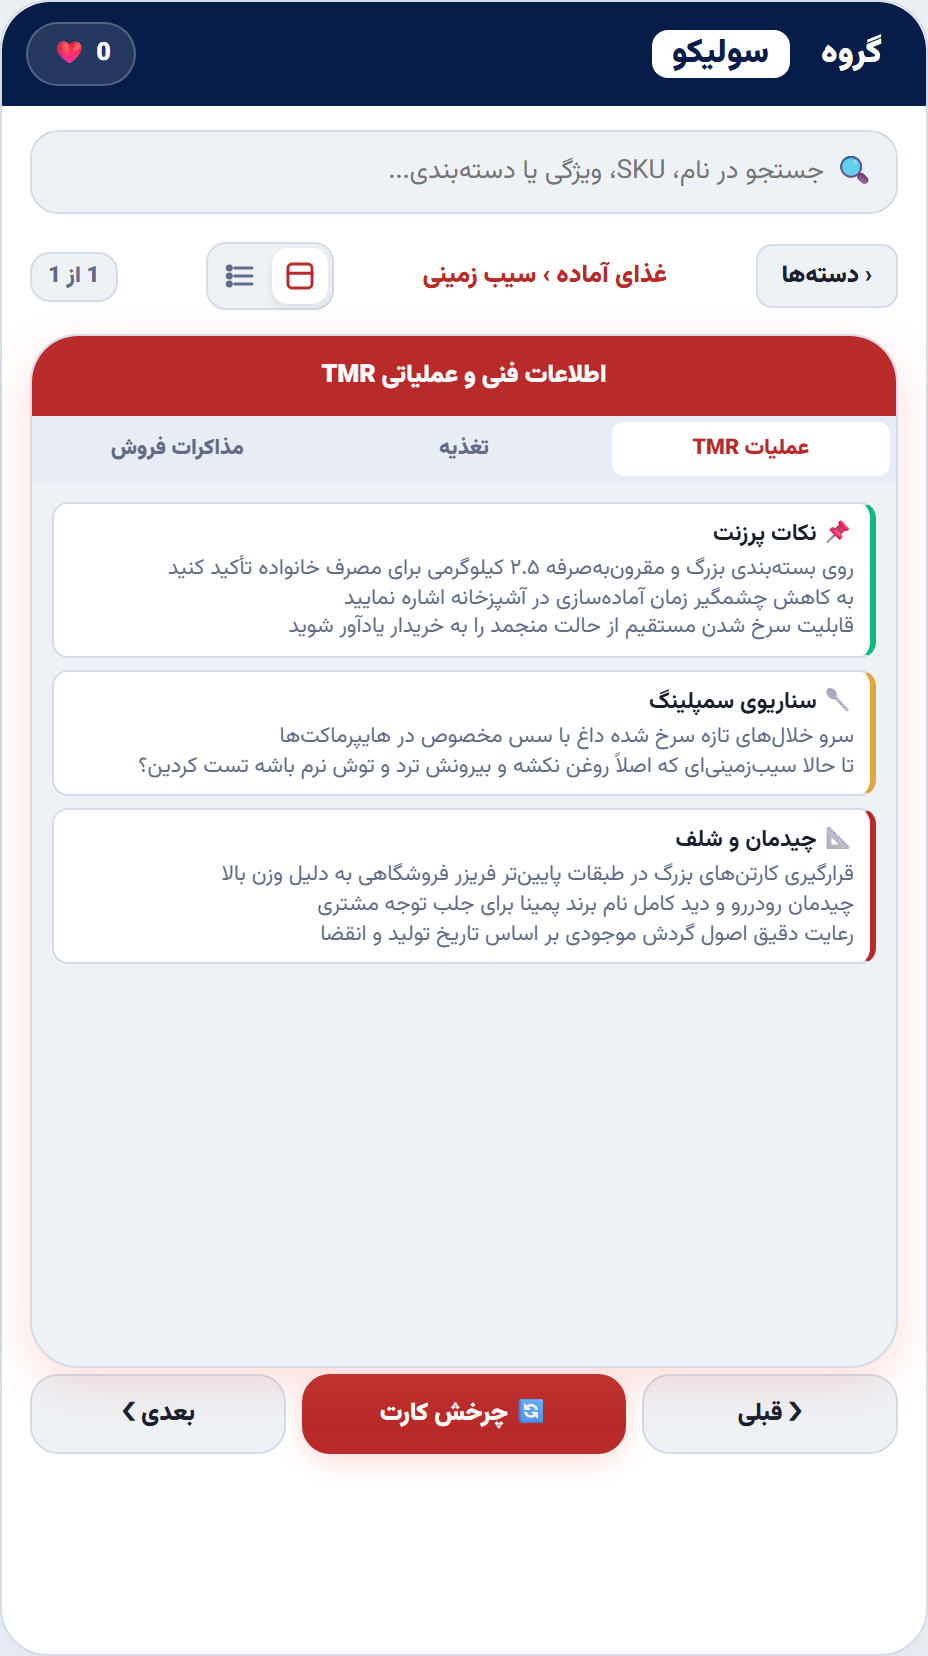 گروه سولیکو
0
جستجو در نام، SKU، ویژگی یا دسته‌بندی...
‹ دسته‌ها
غذای آماده › سیب زمینی
1 از 1
اطلاعات فنی و عملیاتی TMR
عملیات TMR
تغذیه
مذاکرات فروش
نکات پرزنت
روی بسته‌بندی بزرگ و مقرون‌به‌صرفه ۲.۵ کیلوگرمی برای مصرف خانواده تأکید کنید
به کاهش چشمگیر زمان آماده‌سازی در آشپزخانه اشاره نمایید
قابلیت سرخ شدن مستقیم از حالت منجمد را به خریدار یادآور شوید
سناریوی سمپلینگ
سرو خلال‌های تازه سرخ شده داغ با سس مخصوص در هایپرماکت‌ها
تا حالا سیب‌زمینی‌ای که اصلاً روغن نکشه و بیرونش ترد و توش نرم باشه تست کردین؟
چیدمان و شلف
قرارگیری کارتن‌های بزرگ در طبقات پایین‌تر فریزر فروشگاهی به دلیل وزن بالا
چیدمان رودررو و دید کامل نام برند پمینا برای جلب توجه مشتری
رعایت دقیق اصول گردش موجودی بر اساس تاریخ تولید و انقضا
❮ قبلی
چرخش کارت
بعدی ❯